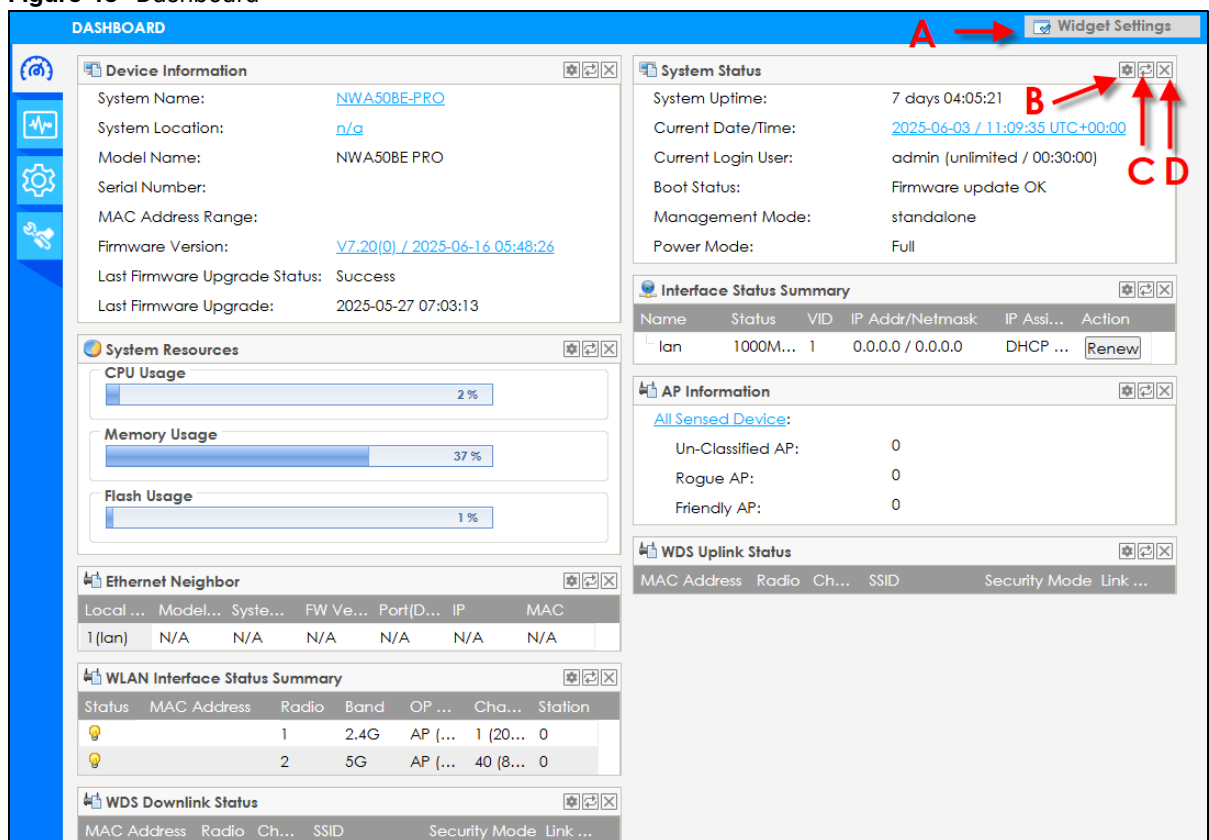 DASHBOARD
A
Widget Settings
Device Information
System Name: NWA50BE-PRO
System Location: n/a
Model Name: NWA50BE PRO
Serial Number:
MAC Address Range:
Firmware Version: V7.20(0) / 2025-06-16 05:48:26
Last Firmware Upgrade Status: Success
Last Firmware Upgrade: 2025-05-27 07:03:13
System Resources
CPU Usage
2 %
Memory Usage
37 %
Flash Usage
1 %
Ethernet Neighbor
Local ... Model... Syste... FW Ve... Port(D... IP MAC
1(lan) N/A N/A N/A N/A N/A N/A
WLAN Interface Status Summary
Status MAC Address Radio Band OP ... Cha... Station
1 2.4G AP (... 1 (20... 0
2 5G AP (... 40 (8... 0
WDS Downlink Status
MAC Address Radio Ch... SSID Security Mode Link ...
System Status
System Uptime: 7 days 04:05:21
B
Current Date/Time: 2025-06-03 / 11:09:35 UTC+00:00
Current Login User: admin (unlimited / 00:30:00)
C D
Boot Status: Firmware update OK
Management Mode: standalone
Power Mode: Full
Interface Status Summary
Name Status VID IP Addr/Netmask IP Assi... Action
lan 1000M... 1 0.0.0.0 / 0.0.0.0 DHCP ... Renew
AP Information
All Sensed Device:
Un-Classified AP: 0
Rogue AP: 0
Friendly AP: 0
WDS Uplink Status
MAC Address Radio Ch... SSID Security Mode Link ...